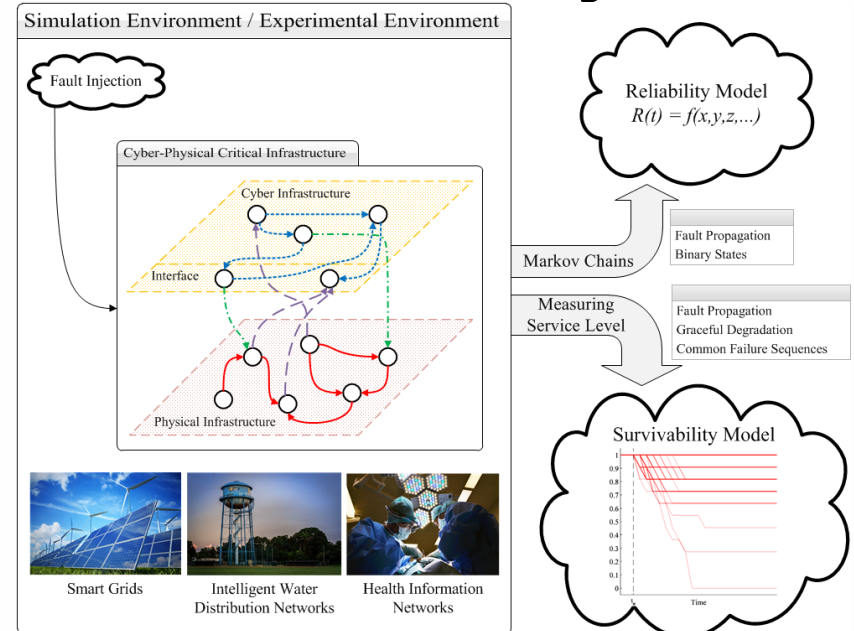 Simulation Environment / Experimental Environment
Fault Injection
Cyber-Physical Critical Infrastructure
Cyber Infrastructure
Interface
Physical Infrastructure
Smart Grids
Intelligent Water
Distribution Networks
Health Information
Networks
Reliability Model
R(t) = f(x,y,z,...)
Markov Chains
Fault Propagation
Binary States
Measuring
Service Level
Fault Propagation
Graceful Degradation
Common Failure Sequences
Survivability Model
1
0.9
0.8
0.7
0.6
0.5
0.4
0.3
0.2
0.1
0
Time